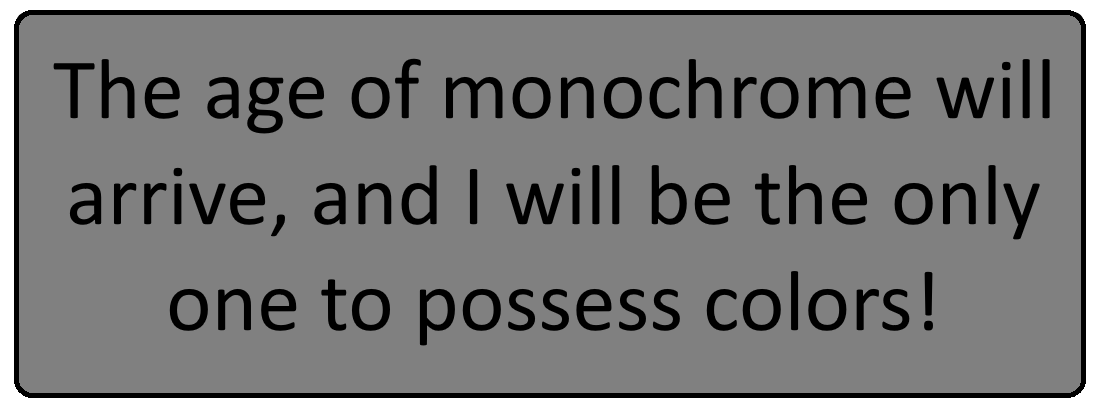 The age of monochrome will
arrive, and I will be the only
one to possess colors!